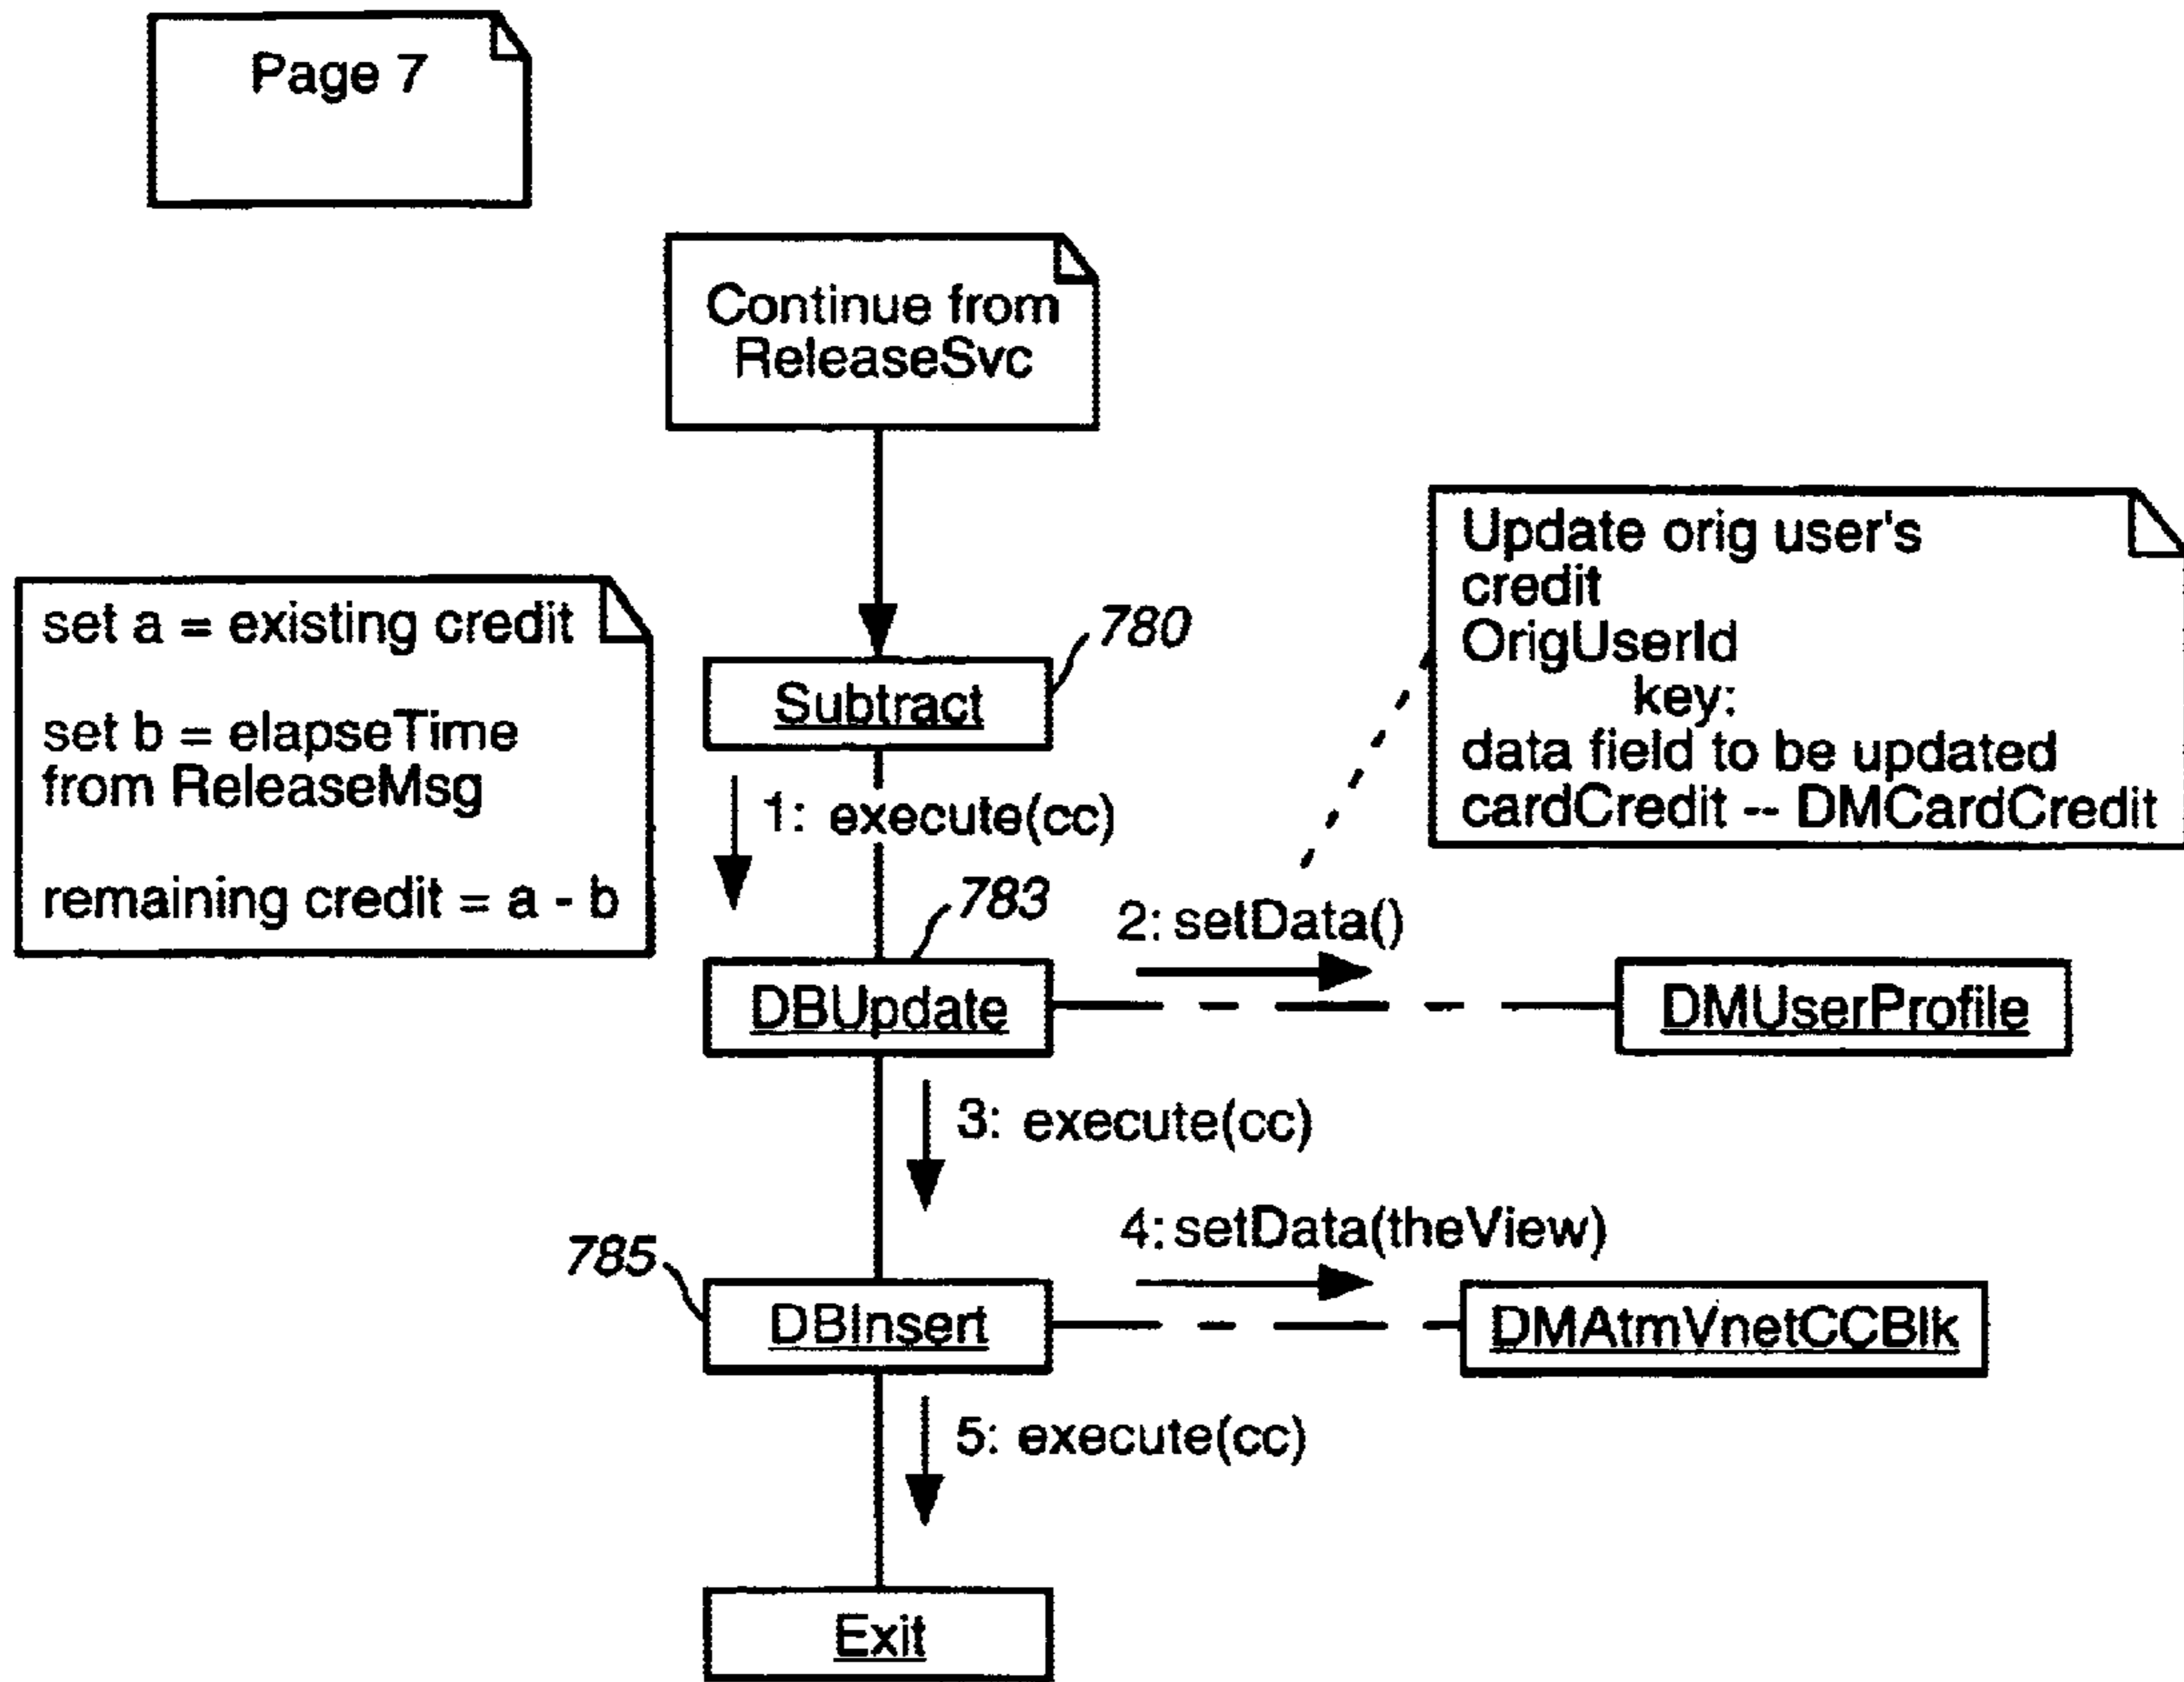 Page 7
Continue from
ReleaseSvc
set a = existing credit
set b = elapseTime
from ReleaseMsg
remaining credit = a - b
780
Subtract
Update orig user's
credit
OrigUserId
key:
data field to be updated
cardCredit -- DMCardCredit
1: execute(cc)
783
2: setData()
DBUpdate
DMUserProfile
3: execute(cc)
785
4: setData(theView)
DBInsert
DMAtmVnetCCBlk
5: execute(cc)
Exit